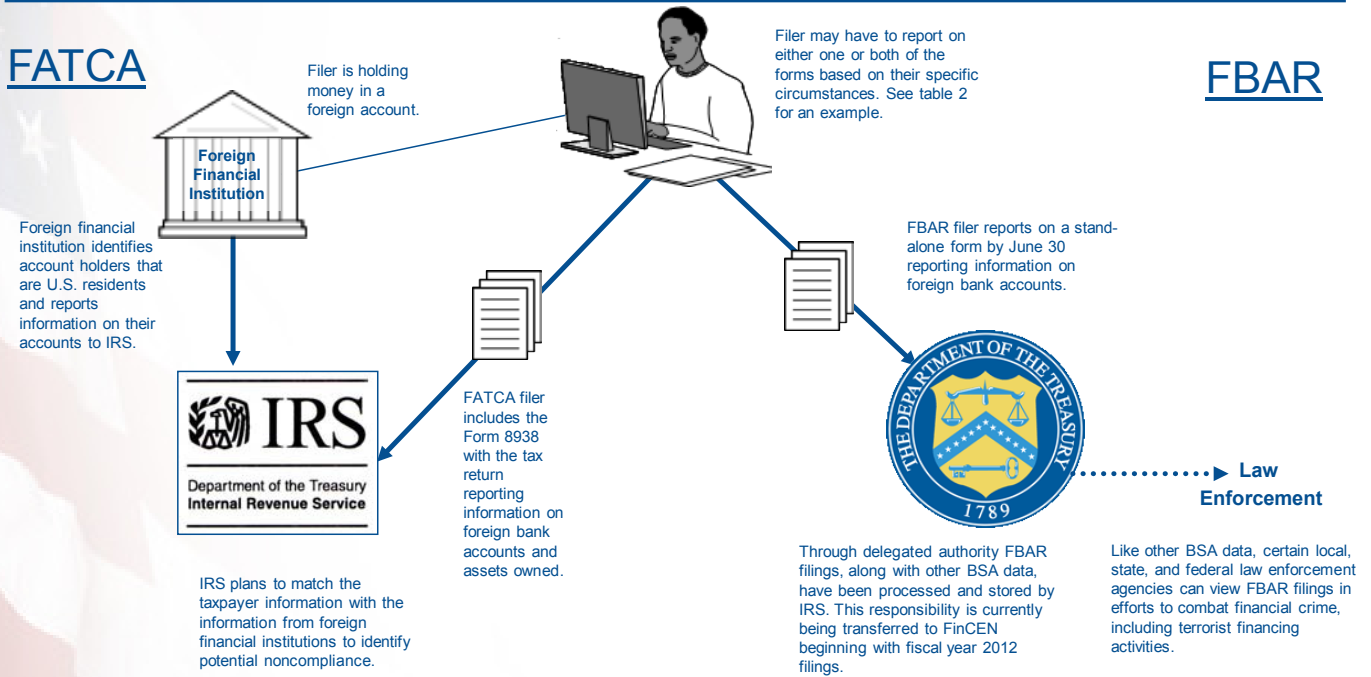 FATCA
Filer is holding
money in a
foreign account.
Filer may have to report on
either one or both of the
forms based on their specific
circumstances. See table 2
for an example.
FBAR
Foreign
Financial
Institution
Foreign financial
institution identifies
account holders that
are U.S. residents
and reports
information on their
accounts to IRS.
FBAR filer reports on a stand-
alone form by June 30
reporting information on
foreign bank accounts.
IRS
Department of the Treasury
Internal Revenue Service
FATCA filer
includes the
Form 8938
with the tax
return
reporting
information on
foreign bank
accounts and
assets owned.
THE DEPARTMENT OF THE TREASURY
1789
Law
Enforcement
IRS plans to match the
taxpayer information with the
information from foreign
financial institutions to identify
potential noncompliance.
Through delegated authority FBAR
filings, along with other BSA data,
have been processed and stored by
IRS. This responsibility is currently
being transferred to FinCEN
beginning with fiscal year 2012
filings.
Like other BSA data, certain local,
state, and federal law enforcement
agencies can view FBAR filings in
efforts to combat financial crime,
including terrorist financing
activities.